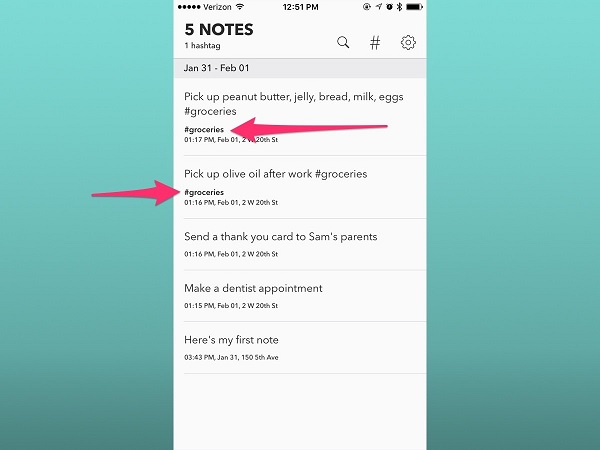 Verizon 12:51 PM
5 NOTES
1 hashtag
#
Jan 31 - Feb 01
Pick up peanut butter, jelly, bread, milk, eggs
#groceries
#groceries
01:17 PM, Feb 01, 2 W 20th St
Pick up olive oil after work #groceries
#groceries
01:16 PM, Feb 01, 2 W 20th St
Send a thank you card to Sam's parents
01:16 PM, Feb 01, 2 W 20th St
Make a dentist appointment
01:15 PM, Feb 01, 2 W 20th St
Here's my first note
03:43 PM, Jan 31, 150 5th Ave